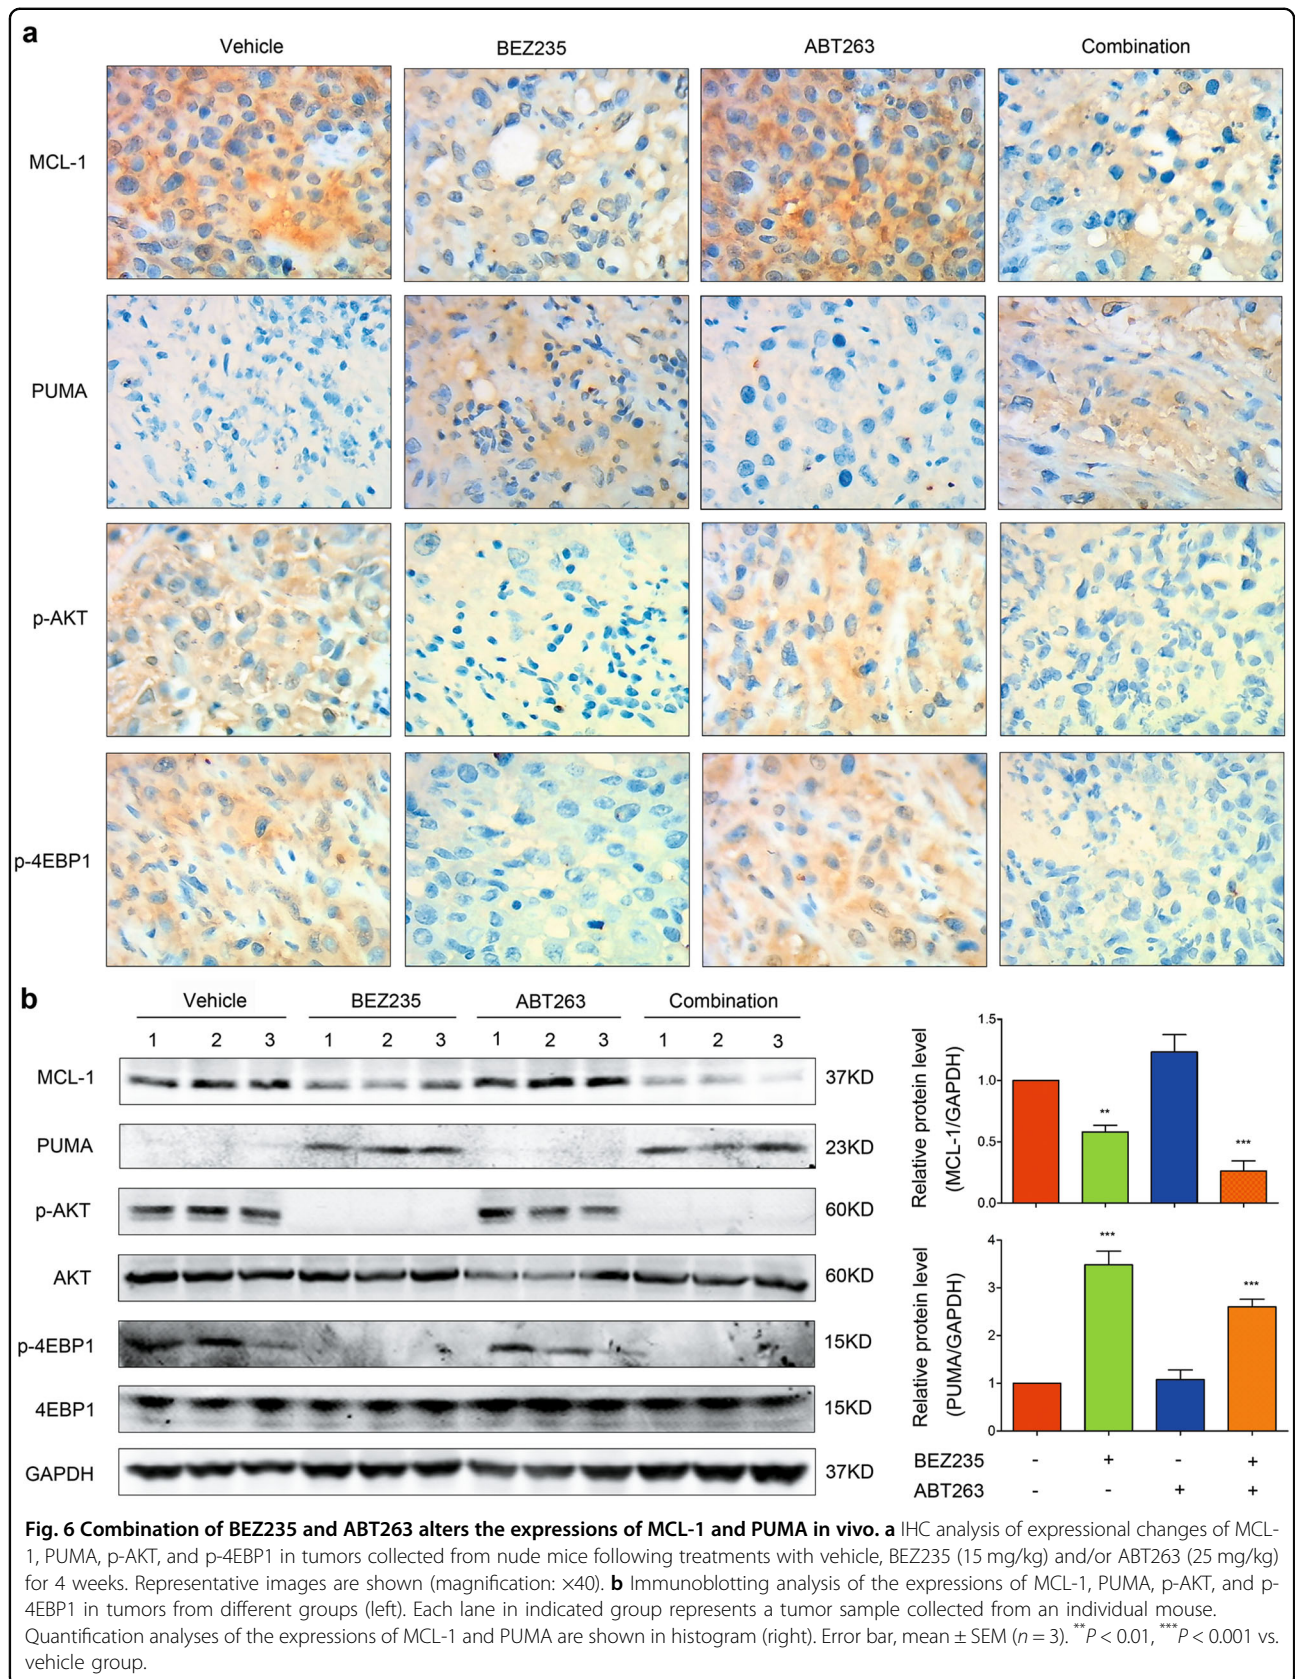 a
Vehicle BEZ235 ABT263 Combination
MCL-1
PUMA
p-AKT
p-4EBP1
b
Vehicle BEZ235 ABT263 Combination
1 2 3 1 2 3 1 2 3 1 2 3
MCL-1 37KD
PUMA 23KD
p-AKT 60KD
AKT 60KD
p-4EBP1 15KD
4EBP1 15KD
GAPDH 37KD
Relative protein level
(MCL-1/GAPDH)
1.5
1.0
0.5
0.0
** ***
Relative protein level
(PUMA/GAPDH)
4
3
2
1
0
*** ***
BEZ235 - + - +
ABT263 - - + +
Fig. 6 Combination of BEZ235 and ABT263 alters the expressions of MCL-1 and PUMA in vivo. a IHC analysis of expressional changes of MCL-
1, PUMA, p-AKT, and p-4EBP1 in tumors collected from nude mice following treatments with vehicle, BEZ235 (15 mg/kg) and/or ABT263 (25 mg/kg)
for 4 weeks. Representative images are shown (magnification: ×40). b Immunoblotting analysis of the expressions of MCL-1, PUMA, p-AKT, and p-
4EBP1 in tumors from different groups (left). Each lane in indicated group represents a tumor sample collected from an individual mouse.
Quantification analyses of the expressions of MCL-1 and PUMA are shown in histogram (right). Error bar, mean ± SEM (n = 3). **P < 0.01, ***P < 0.001 vs.
vehicle group.